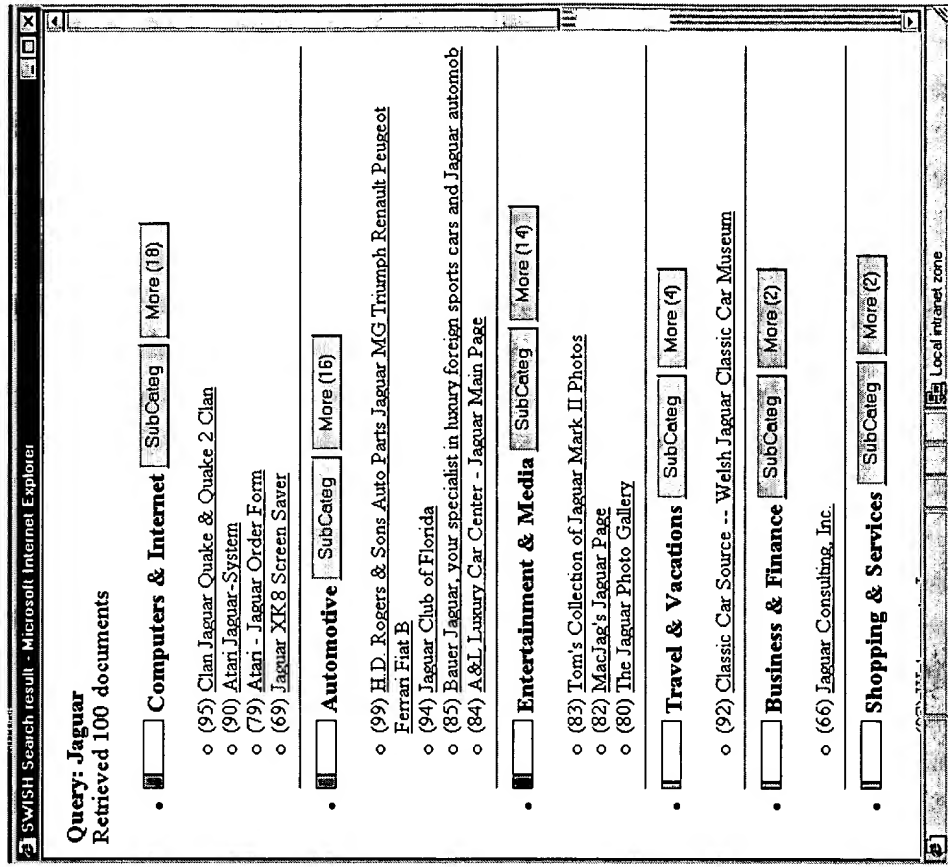 SWISH Search result - Microsoft Internet Explorer
Query: Jaguar
Retrieved 100 documents
• Computers & Internet SubCateg More (18)
○ (95) Clan Jaguar Quake & Quake 2 Clan
○ (90) Atari Jaguar-System
○ (79) Atari - Jaguar Order Form
○ (69) Jaguar XK8 Screen Saver
• Automotive SubCateg More (16)
○ (99) H.D. Rogers & Sons Auto Parts Jaguar MG Triumph Renault Peugeot
Ferrari Fiat B
○ (94) Jaguar Club of Florida
○ (85) Bauer Jaguar, your specialist in luxury foreign sports cars and Jaguar automob
○ (84) A&L Luxury Car Center - Jaguar Main Page
• Entertainment & Media SubCateg More (14)
○ (83) Tom's Collection of Jaguar Mark II Photos
○ (82) MacJag's Jaguar Page
○ (80) The Jaguar Photo Gallery
• Travel & Vacations SubCateg More (4)
○ (92) Classic Car Source -- Welsh Jaguar Classic Car Museum
• Business & Finance SubCateg More (2)
○ (66) Jaguar Consulting, Inc.
• Shopping & Services SubCateg More (2)
Local intranet zone